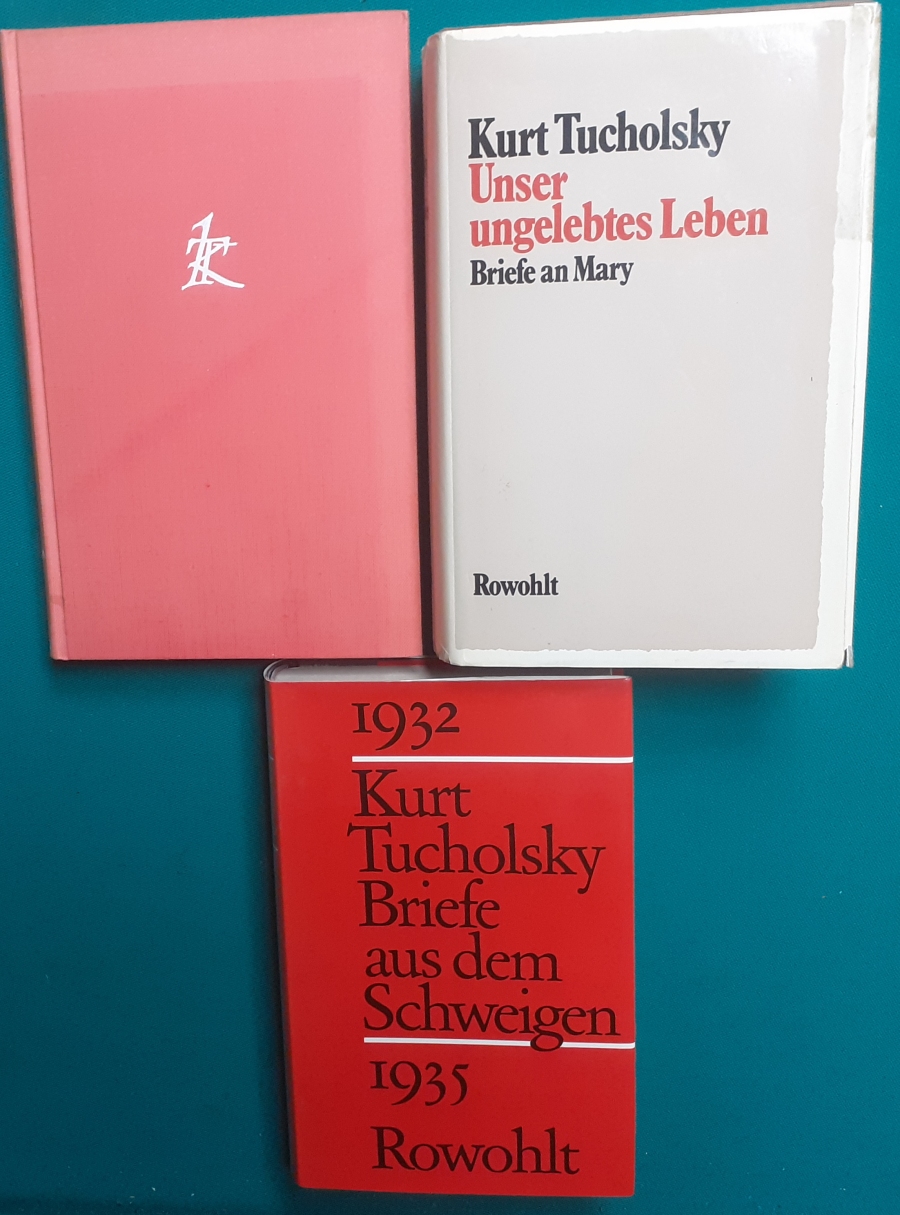 Kurt Tucholsky
Unser
ungelebtes Leben
Briefe an Mary
Rowohlt
1932
Kurt
Tucholsky
Briefe
aus dem
Schweigen
1935
Rowohlt